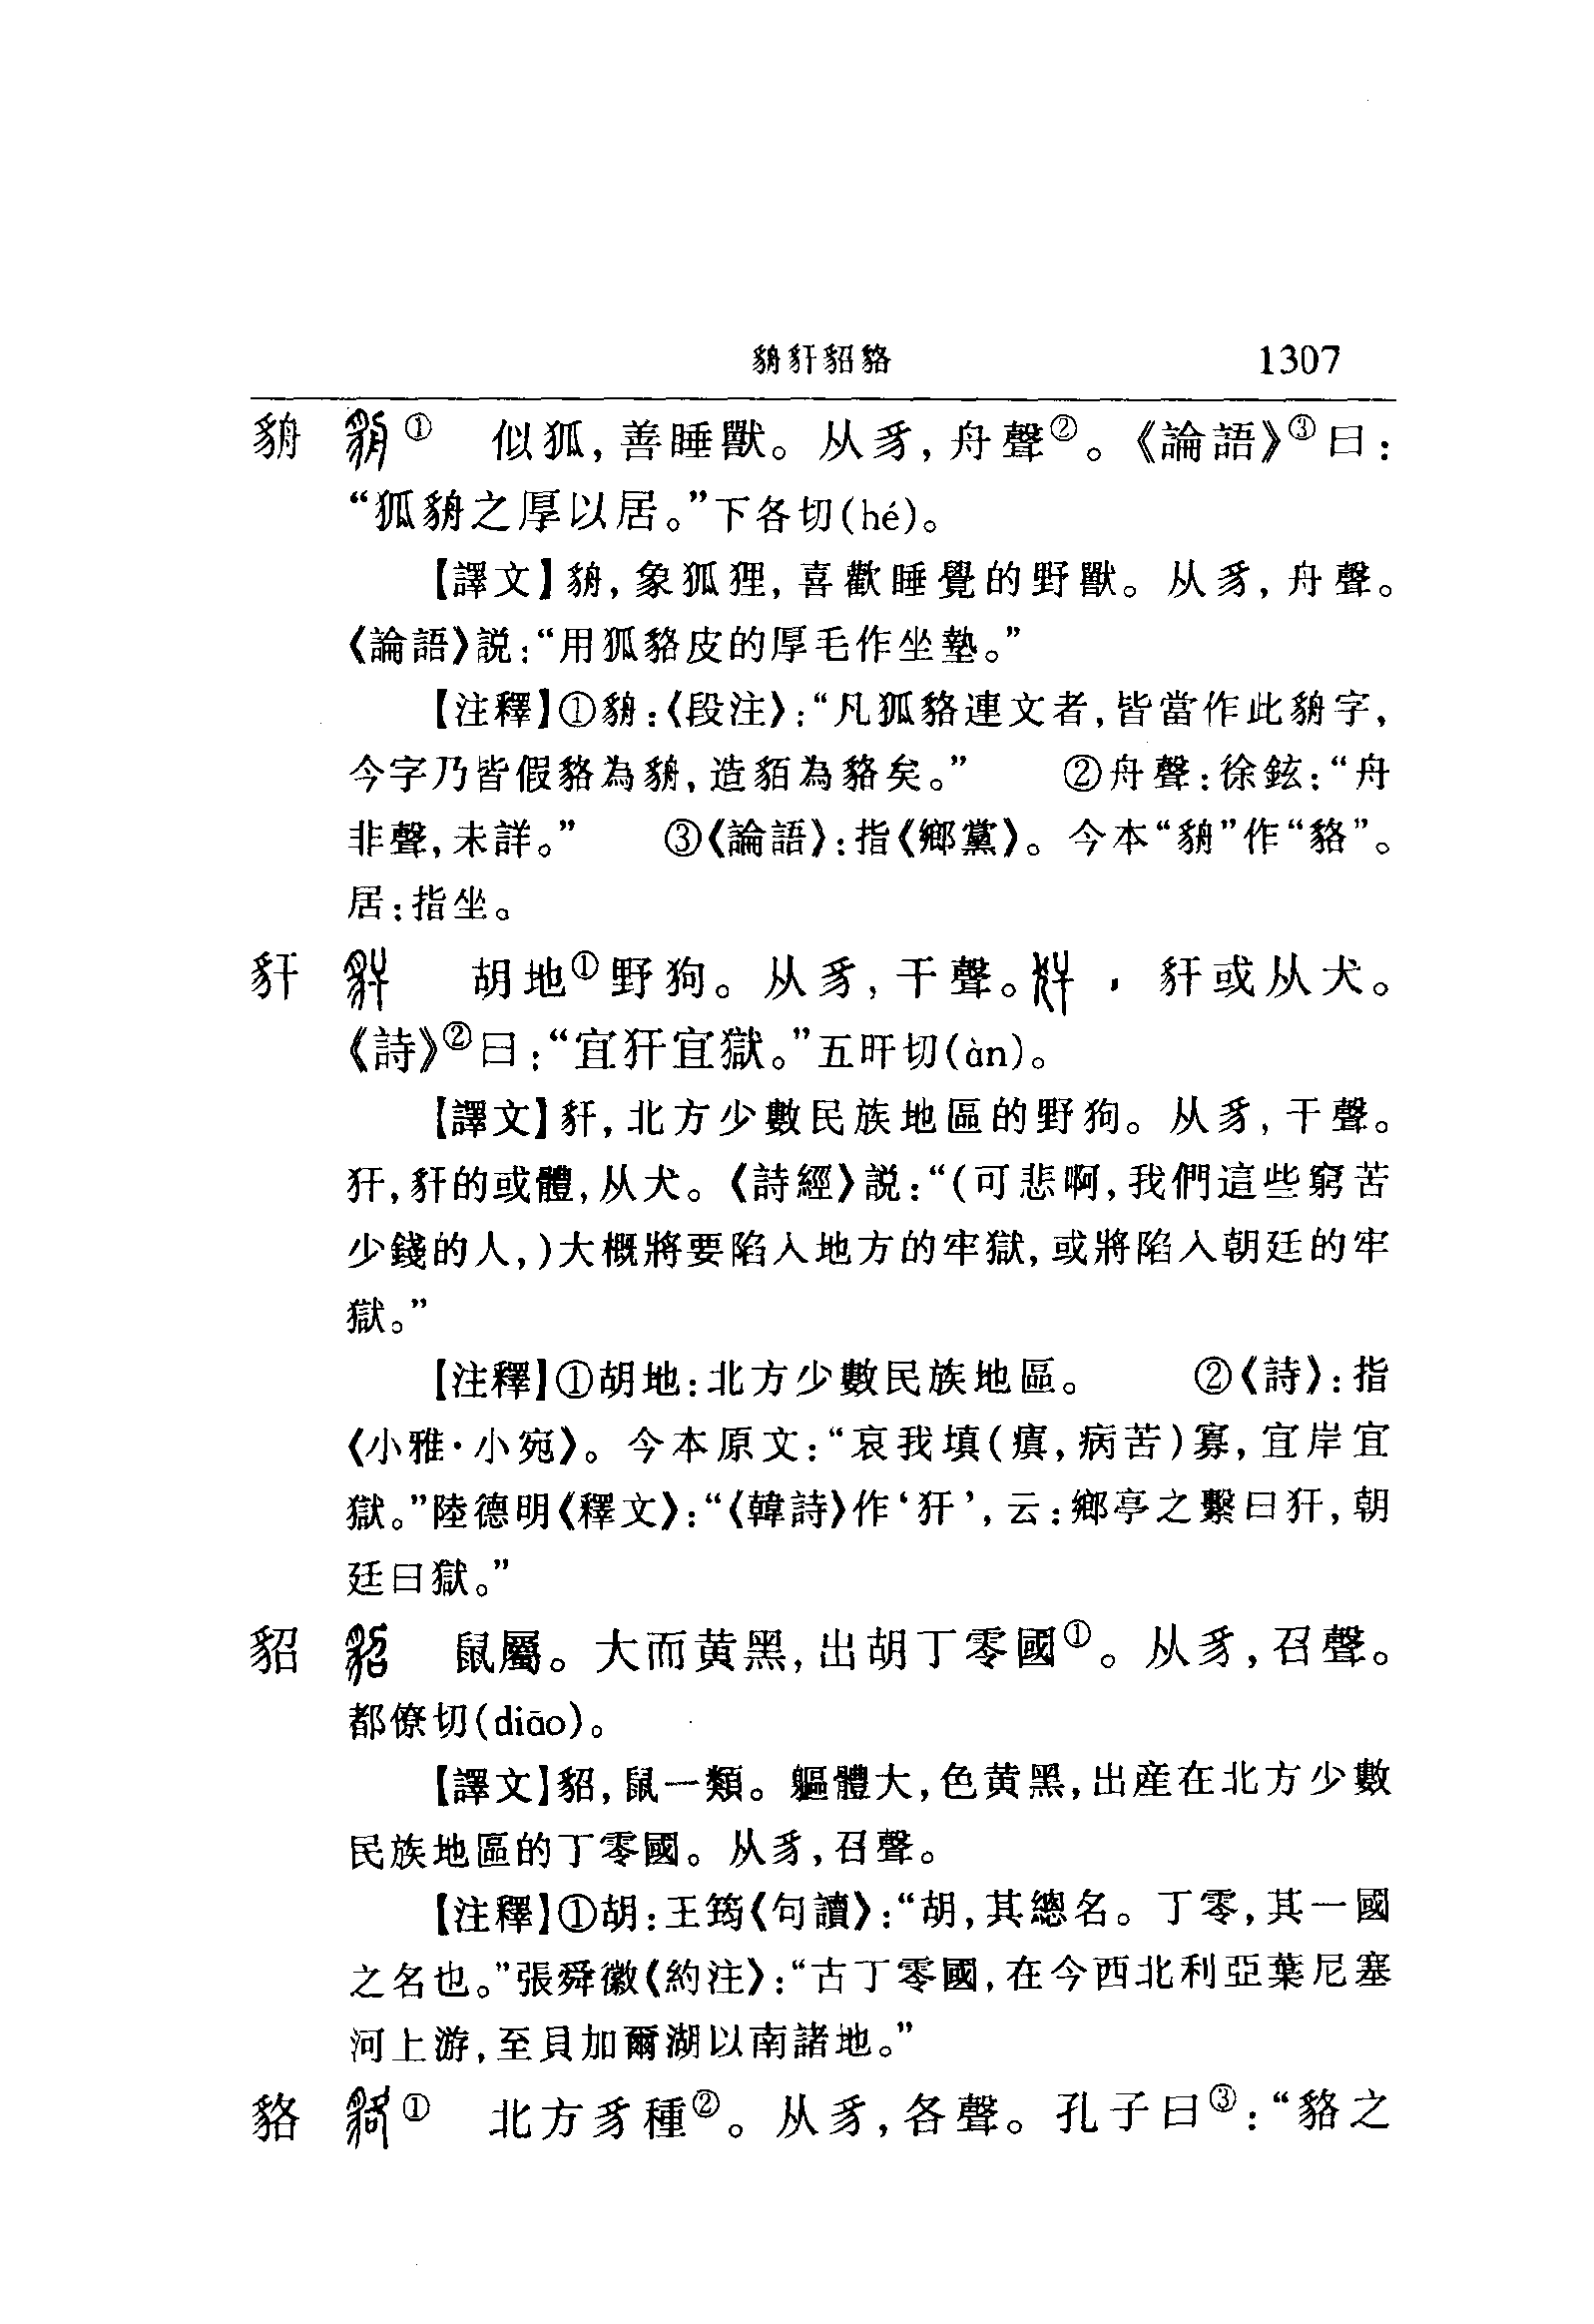 貈豻貂貉 1307
貈 ① 似狐,善睡獸。从豸,舟聲②。《論語》③曰:
“狐貈之厚以居。”下各切(hé)。
【譯文】貈,象狐狸,喜歡睡覺的野獸。从豸,舟聲。
《論語》説:“用狐貉皮的厚毛作坐墊。”
【注釋】①貈:《段注》:“凡狐貉連文者,皆當作此貈字,
今字乃皆假貉為貈,造貊為貉矣。” ②舟聲:徐鉉:“舟
非聲,未詳。” ③《論語》:指《鄉黨》。今本“貈”作“貉”。
居:指坐。
豻 胡地①野狗。从豸,干聲。,豻或从犬。
《詩》②曰:“宜犴宜獄。”五旰切(àn)。
【譯文】豻,北方少數民族地區的野狗。从豸,干聲。
犴,豻的或體,从犬。《詩經》説:“(可悲啊,我們這些窮苦
少錢的人,)大概將要陷入地方的牢獄,或將陷入朝廷的牢
獄。”
【注釋】①胡地:北方少數民族地區。 ②《詩》:指
《小雅·小宛》。今本原文:“哀我填(瘨,病苦)寡,宜岸宜
獄。”陸德明《釋文》:“《韓詩》作‘犴’,云:鄉亭之繫曰犴,朝
廷曰獄。”
貂 鼠屬。大而黄黑,出胡丁零國①。从豸,召聲。
都僚切(diāo)。
【譯文】貂,鼠一類。軀體大,色黄黑,出産在北方少數
民族地區的丁零國。从豸,召聲。
【注釋】①胡:王筠《句讀》:“胡,其總名。丁零,其一國
之名也。”張舜徽《約注》:“古丁零國,在今西北利亞葉尼塞
河上游,至貝加爾湖以南諸地。”
貉 ① 北方豸種②。从豸,各聲。孔子曰③:“貉之